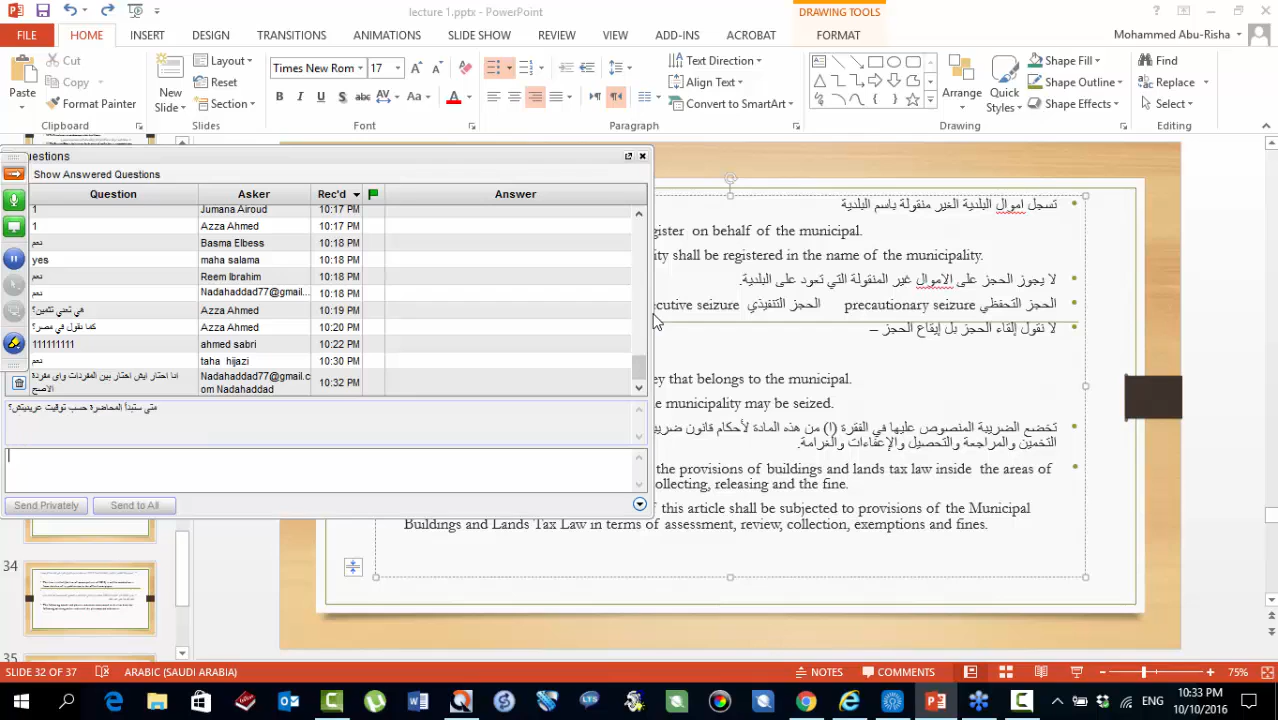 lecture 1.pptx - PowerPoint
DRAWING TOOLS
FILE
HOME
INSERT
DESIGN
TRANSITIONS
ANIMATIONS
SLIDE SHOW
REVIEW
VIEW
ADD-INS
ACROBAT
FORMAT
Mohammed Abu-Risha
Paste
Cut
Copy
Format Painter
Clipboard
New Slide
Layout
Reset
Section
Slides
Times New Rom
17
Font
Text Direction
Align Text
Convert to SmartArt
Paragraph
Arrange
Quick Styles
Shape Fill
Shape Outline
Shape Effects
Drawing
Find
Replace
Select
Editing
uestions
Show Answered Questions
Question Asker Rec'd Answer
1 Jumana Airoud 10:17 PM
1 Azza Ahmed 10:17 PM
نعم Basma Elbess 10:18 PM
yes maha salama 10:18 PM
نعم Reem Ibrahim 10:18 PM
نعم Nadahaddad77@gmail... 10:18 PM
هي تعني تثمين؟ Azza Ahmed 10:19 PM
كما نقول في مصر؟ Azza Ahmed 10:20 PM
111111111 ahmed sabri 10:22 PM
نعم taha hijazi 10:30 PM
انا احتار ايش اختار بين المفردات واي مفردة الاصح Nadahaddad77@gmail.com Nadahaddad 10:32 PM
متى ستبدأ المحاضرة حسب توقيت غرينيتش؟
Send Privately
Send to All
تسجل اموال البلدية الغير منقولة باسم البلدية
gister on behalf of the municipal.
ity shall be registered in the name of the municipality.
لا يجوز الحجز على الاموال غير المنقولة التي تعود على البلدية.
الحجز التحفظي precautionary seizure الحجز التنفيذي ecutive seizure
لا نقول إلقاء الحجز بل إيقاع الحجز –
ey that belongs to the municipal.
e municipality may be seized.
تخضع الضريبة المنصوص عليها في الفقرة (أ) من هذه المادة لأحكام قانون ضريب
التخمين والمراجعة والتحصيل والإعفاءات والغرامة.
the provisions of buildings and lands tax law inside the areas of
ollecting, releasing and the fine.
f this article shall be subjected to provisions of the Municipal
Buildings and Lands Tax Law in terms of assessment, review, collection, exemptions and fines.
34
35
SLIDE 32 OF 37
ARABIC (SAUDI ARABIA)
NOTES
COMMENTS
75%
LTS
ENG
10:33 PM
10/10/2016